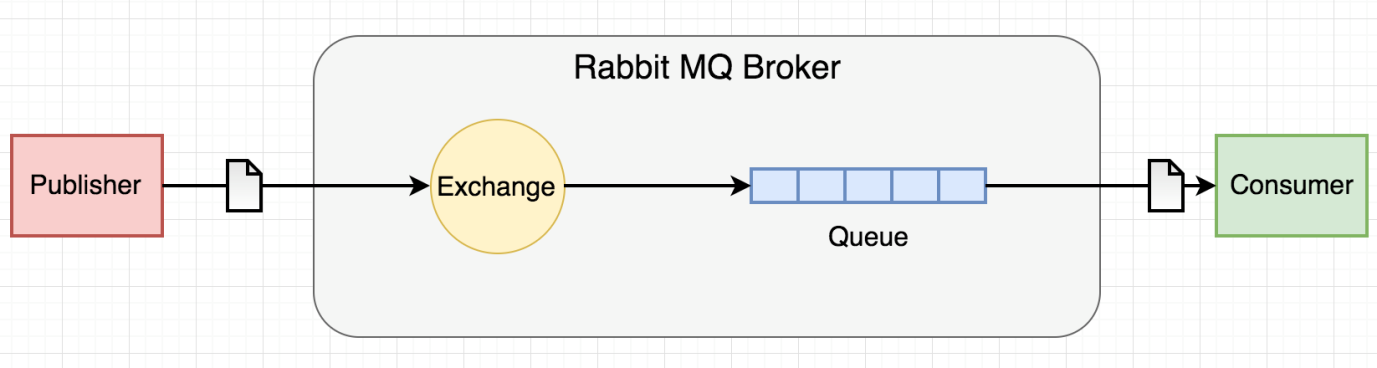 Rabbit MQ Broker
Publisher
Exchange
Queue
Consumer